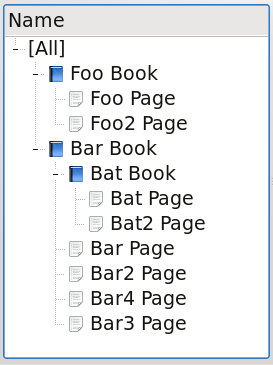 Name
[All]
Foo Book
Foo Page
Foo2 Page
Bar Book
Bat Book
Bat Page
Bat2 Page
Bar Page
Bar2 Page
Bar4 Page
Bar3 Page